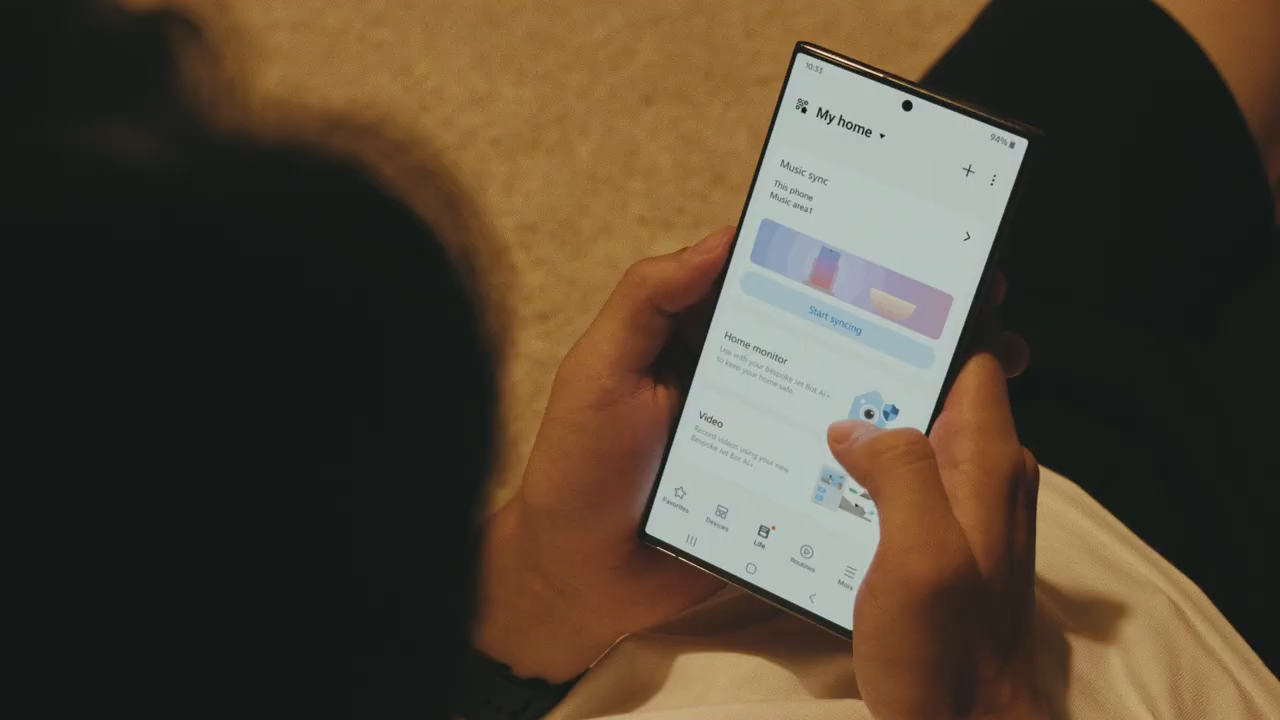 10:33
94%
My home
Music sync
This phone
Music area1
Start syncing
Home monitor
Use with your Bespoke Jet Bot AI+
to keep your home safe.
Video
Record videos using your new
Bespoke Jet Bot AI+
Favorites
Devices
Life
Routines
More